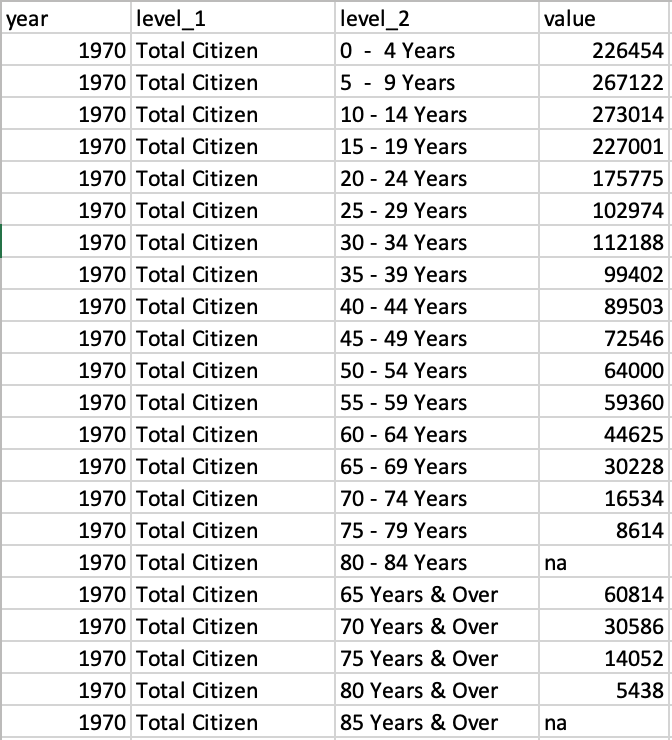 year level_1 level_2 value
1970 Total Citizen 0 - 4 Years 226454
1970 Total Citizen 5 - 9 Years 267122
1970 Total Citizen 10 - 14 Years 273014
1970 Total Citizen 15 - 19 Years 227001
1970 Total Citizen 20 - 24 Years 175775
1970 Total Citizen 25 - 29 Years 102974
1970 Total Citizen 30 - 34 Years 112188
1970 Total Citizen 35 - 39 Years 99402
1970 Total Citizen 40 - 44 Years 89503
1970 Total Citizen 45 - 49 Years 72546
1970 Total Citizen 50 - 54 Years 64000
1970 Total Citizen 55 - 59 Years 59360
1970 Total Citizen 60 - 64 Years 44625
1970 Total Citizen 65 - 69 Years 30228
1970 Total Citizen 70 - 74 Years 16534
1970 Total Citizen 75 - 79 Years 8614
1970 Total Citizen 80 - 84 Years na
1970 Total Citizen 65 Years & Over 60814
1970 Total Citizen 70 Years & Over 30586
1970 Total Citizen 75 Years & Over 14052
1970 Total Citizen 80 Years & Over 5438
1970 Total Citizen 85 Years & Over na